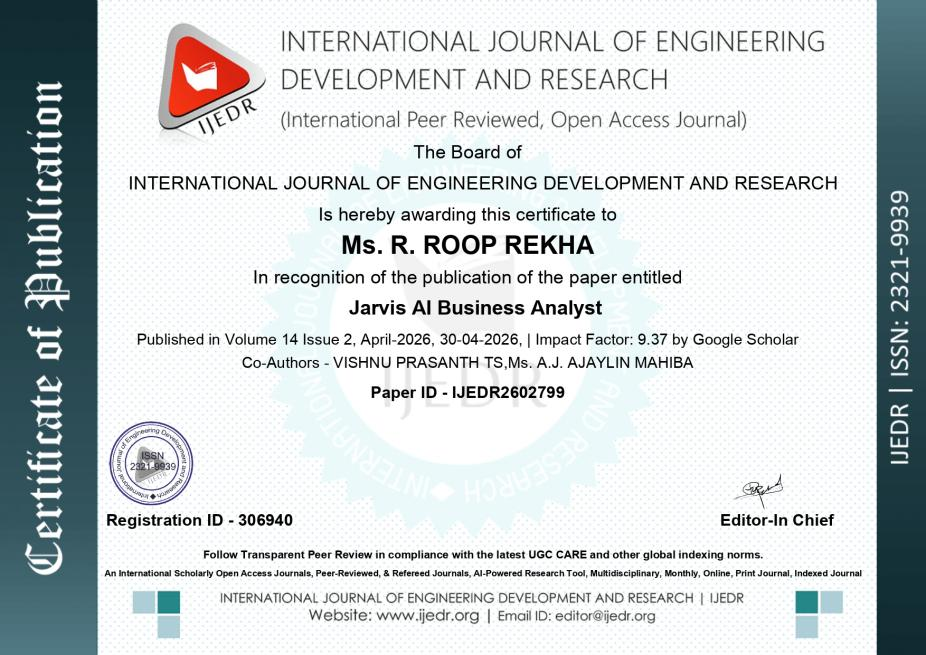 Certificate of Publication
IJEDR
INTERNATIONAL JOURNAL OF ENGINEERING
DEVELOPMENT AND RESEARCH
(International Peer Reviewed, Open Access Journal)
The Board of
INTERNATIONAL JOURNAL OF ENGINEERING DEVELOPMENT AND RESEARCH
Is hereby awarding this certificate to
Ms. R. ROOP REKHA
In recognition of the publication of the paper entitled
Jarvis AI Business Analyst
Published in Volume 14 Issue 2, April-2026, 30-04-2026, | Impact Factor: 9.37 by Google Scholar
Co-Authors - VISHNU PRASANTH TS,Ms. A.J. AJAYLIN MAHIBA
IJEDR
Paper ID - IJEDR2602799
International Journal of Engineering Development and Research
ISSN
2321-9939
IJEDR
Registration ID - 306940
Editor-In Chief
Follow Transparent Peer Review in compliance with the latest UGC CARE and other global indexing norms.
An International Scholarly Open Access Journals, Peer-Reviewed, & Refereed Journals, AI-Powered Research Tool, Multidisciplinary, Monthly, Online, Print Journal, Indexed Journal
INTERNATIONAL JOURNAL OF ENGINEERING DEVELOPMENT AND RESEARCH | IJEDR
Website: www.ijedr.org | Email ID: editor@ijedr.org
IJEDR | ISSN: 2321-9939